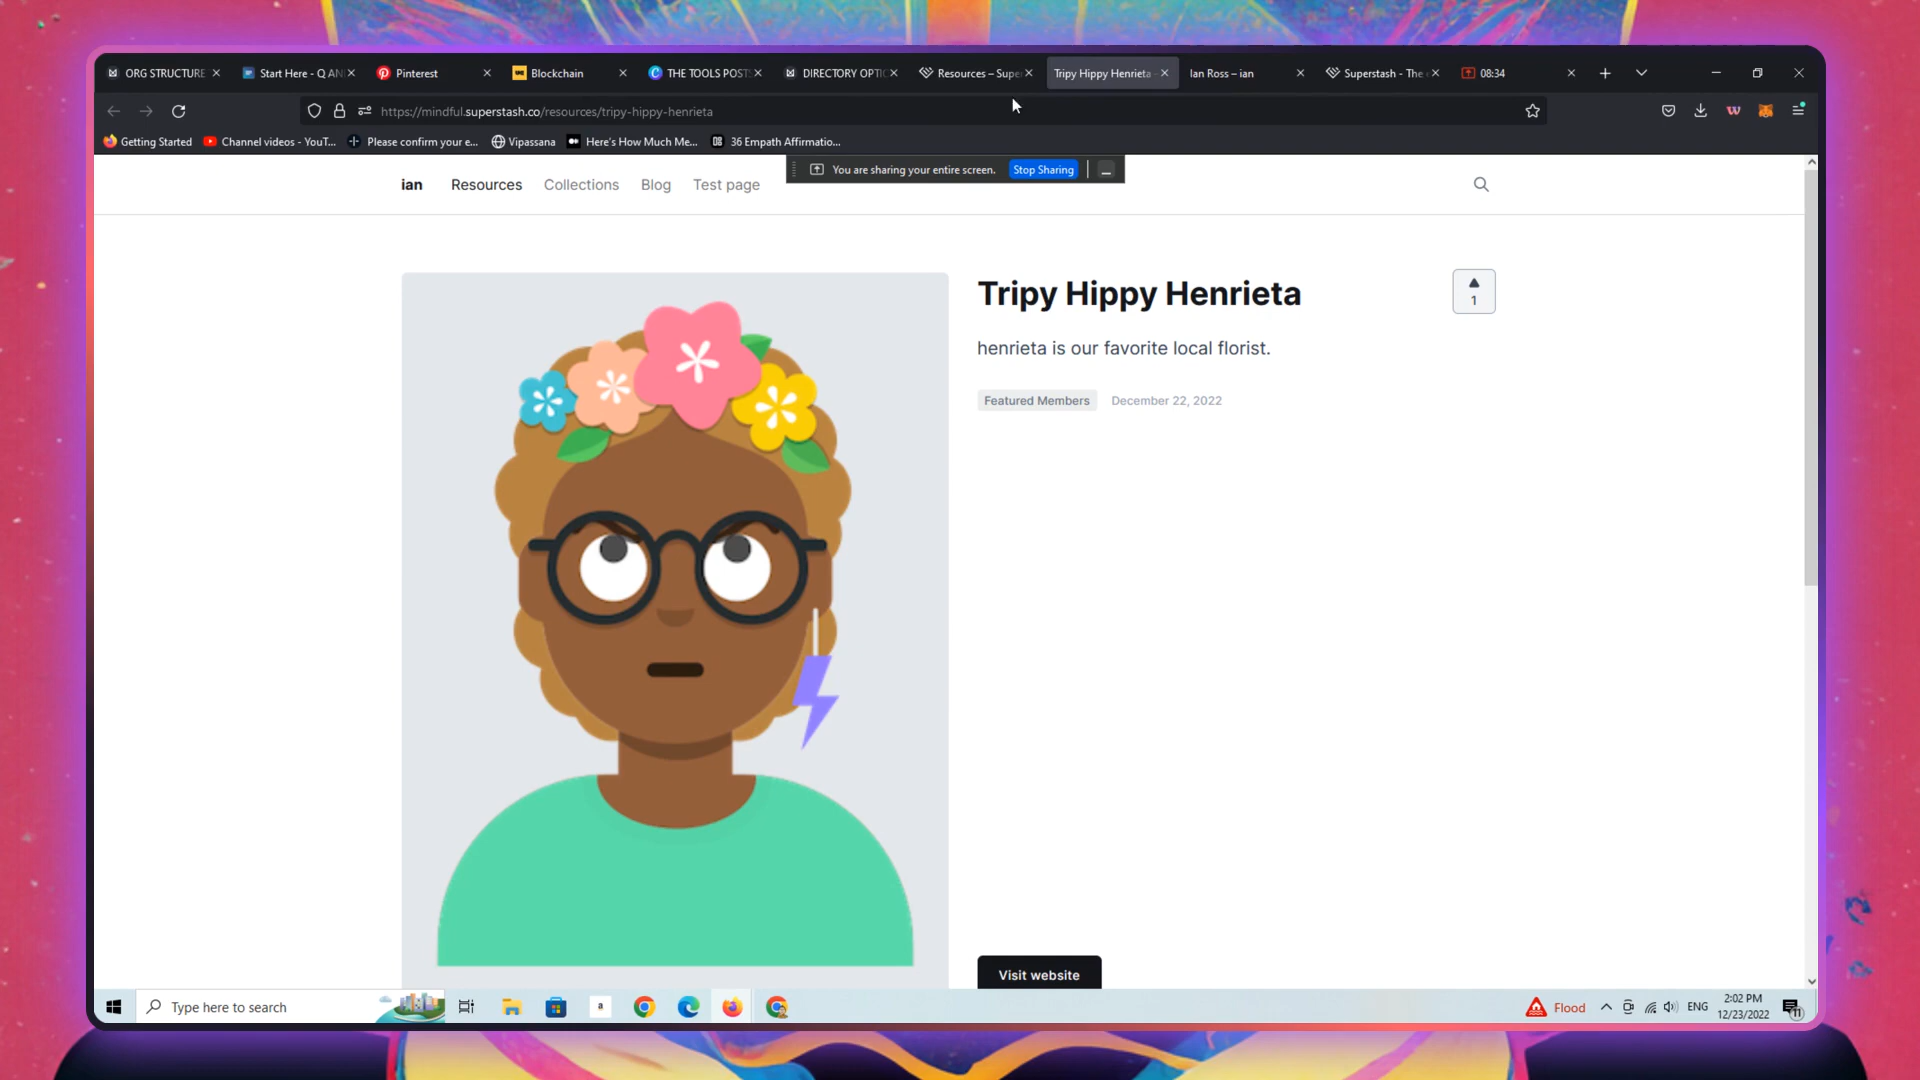 ORG STRUCTURE
Start Here - Q AN
Pinterest
Blockchain
THE TOOLS POST
DIRECTORY OPTIO
Resources – Super
Tripy Hippy Henrieta
Ian Ross – ian
Superstash - The
08:34
https://mindful.superstash.co/resources/tripy-hippy-henrieta
Getting Started
Channel videos - YouT...
Please confirm your e...
Vipassana
Here's How Much Me...
36 Empath Affirmatio...
You are sharing your entire screen.
Stop Sharing
ian
Resources
Collections
Blog
Test page
Tripy Hippy Henrieta
1
henrieta is our favorite local florist.
Featured Members
December 22, 2022
Visit website
Type here to search
a
Flood
ENG
2:02 PM
12/23/2022
11